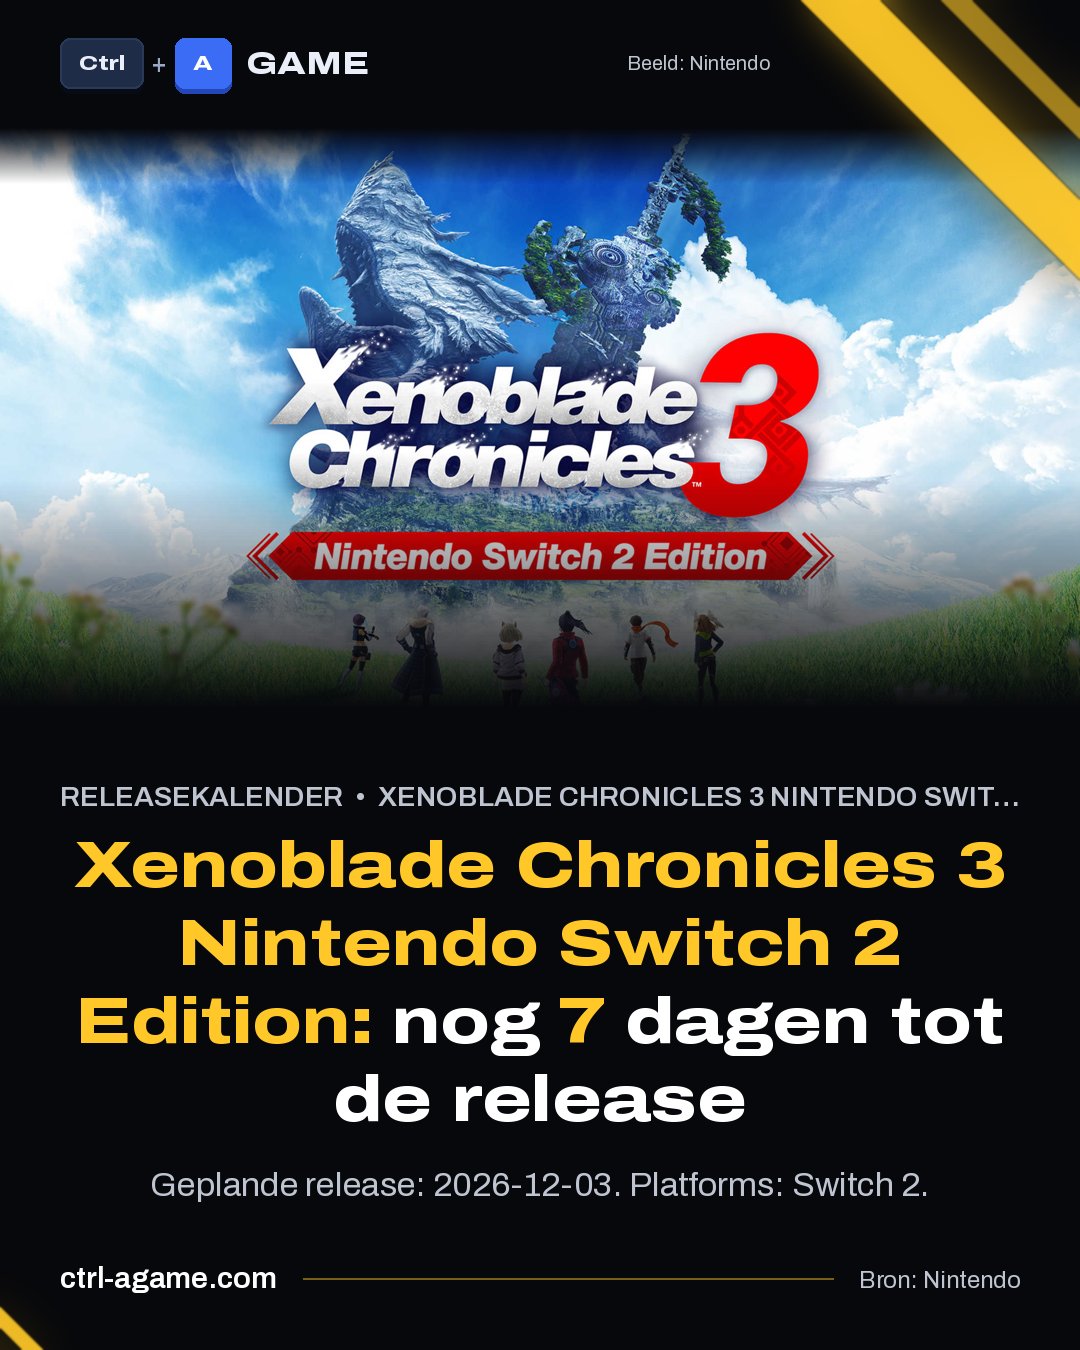 Ctrl + A GAME
Beeld: Nintendo
Xenoblade
Chronicles 3™
Nintendo Switch 2 Edition
RELEASEKALENDER • XENOBLADE CHRONICLES 3 NINTENDO SWIT...
Xenoblade Chronicles 3
Nintendo Switch 2
Edition: nog 7 dagen tot
de release
Geplande release: 2026-12-03. Platforms: Switch 2.
ctrl-agame.com
Bron: Nintendo